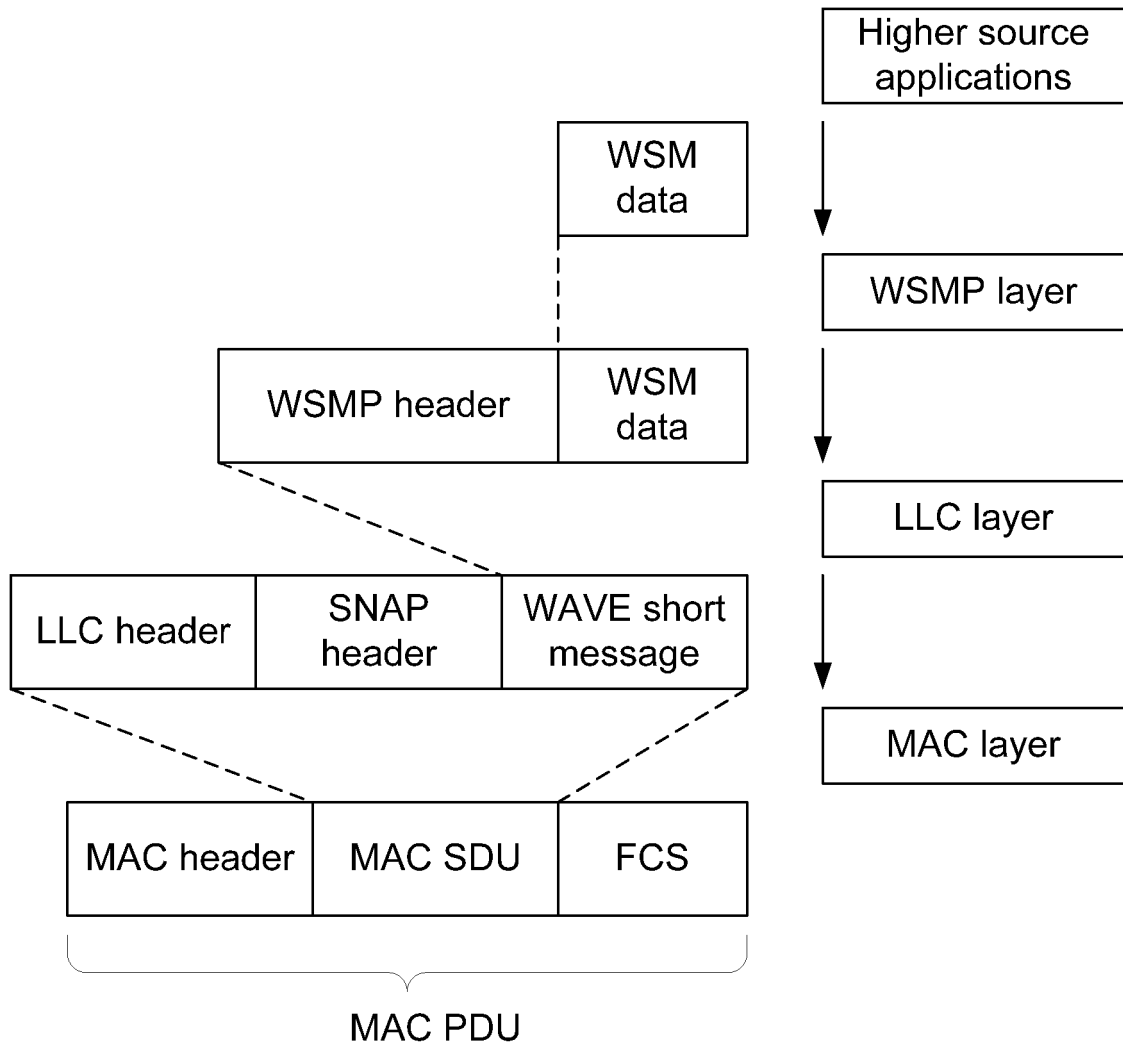 Higher source
applications
WSM
data
WSMP layer
WSMP header
WSM
data
LLC layer
LLC header
SNAP
header
WAVE short
message
MAC layer
MAC header
MAC SDU
FCS
MAC PDU